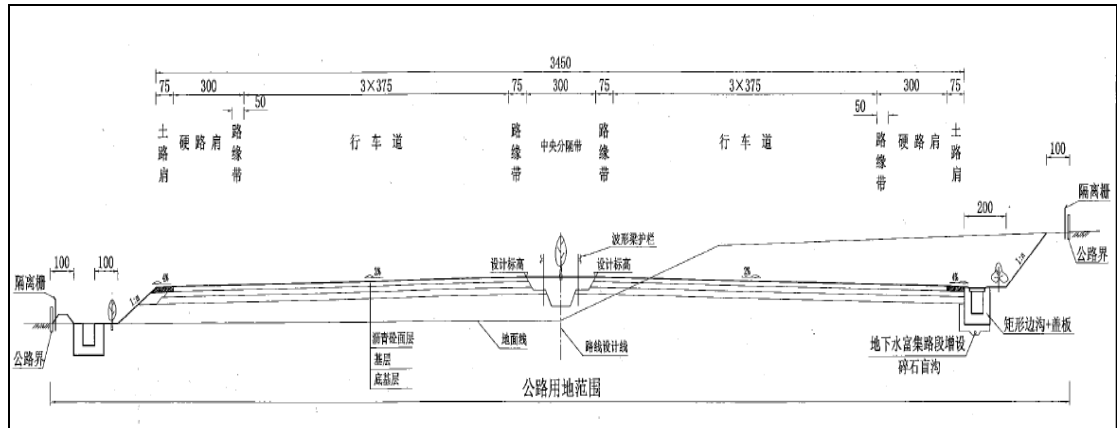 3450
75 300 3×375 75 300 75 3×375 300 75
50
50
土路肩
硬路肩
路缘带
行车道
路缘带
中央分隔带
路缘带
行车道
路缘带
硬路肩
土路肩
100
隔离栅
200
公路界
波形梁护栏
设计标高
设计标高
100 100
隔离栅
公路界
4%
2%
2%
4%
沥青砼面层
基层
底基层
地面线
路线设计线
矩形边沟+盖板
地下水富集路段增设
碎石盲沟
公路用地范围